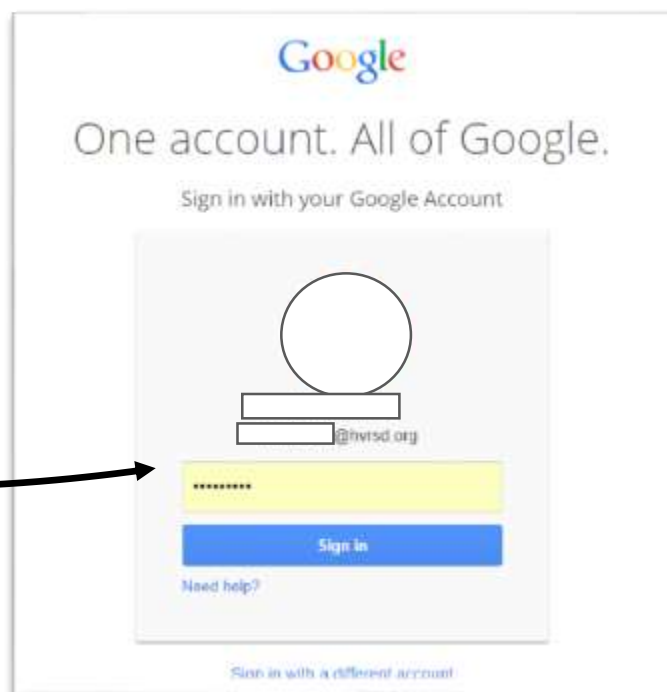 Google
One account. All of Google.
Sign in with your Google Account
@hvrsd.org
•••••••••
Sign in
Need help?
Sign in with a different account